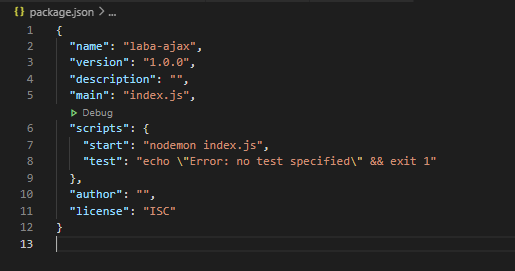 {} package.json > ...
1 {
2 "name": "laba-ajax",
3 "version": "1.0.0",
4 "description": "",
5 "main": "index.js",
Debug
6 "scripts": {
7 "start": "nodemon index.js",
8 "test": "echo \"Error: no test specified\" && exit 1"
9 },
10 "author": "",
11 "license": "ISC"
12 }
13